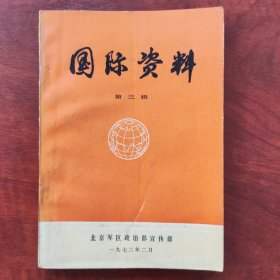 国际资料
第三辑
北京军区政治部宣传部
一九七二年二月